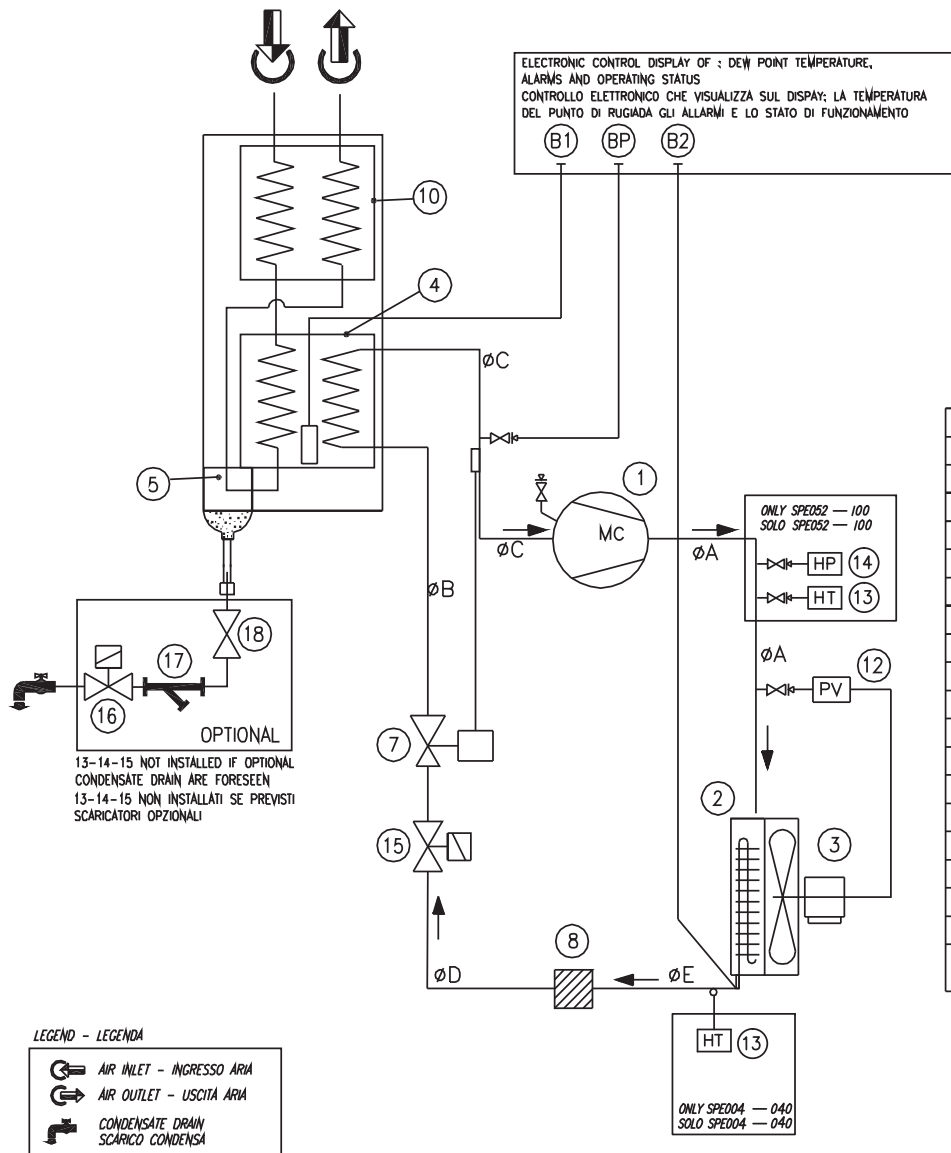 ELECTRONIC CONTROL DISPLAY OF : DEW POINT TEMPERATURE,
ALARMS AND OPERATING STATUS
CONTROLLO ELETTRONICO CHE VISUALIZZA SUL DISPAY: LA TEMPERATURA
DEL PUNTO DI RUGIADA GLI ALLARMI E LO STATO DI FUNZIONAMENTO
B1 BP B2
10
4
øC
5
1
MC
øC
øA
ONLY SPE052 — 100
SOLO SPE052 — 100
HP 14
HT 13
øB
18
17
16
OPTIONAL
13-14-15 NOT INSTALLED IF OPTIONAL
CONDENSATE DRAIN ARE FORESEEN
13-14-15 NON INSTALLATI SE PREVISTI
SCARICATORI OPZIONALI
øA
12
PV
7
2
15
3
8
øD
øE
HT 13
ONLY SPE004 — 040
SOLO SPE004 — 040
LEGEND - LEGENDA
AIR INLET - INGRESSO ARIA
AIR OUTLET - USCITA ARIA
CONDENSATE DRAIN
SCARICO CONDENSA